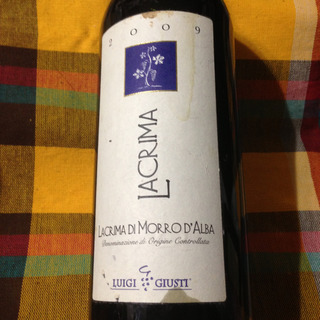 2009
LACRIMA
LACRIMA DI MORRO D'ALBA
Denominazione di Origine Controllata
LUIGI GIUSTI